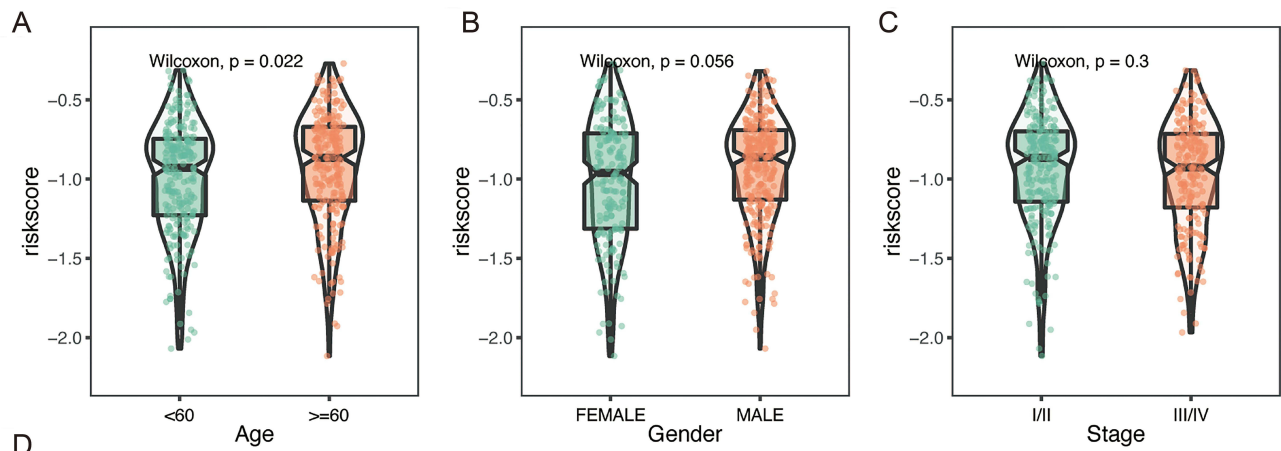 A
Wilcoxon, p = 0.022
−0.5
−1.0
−1.5
−2.0
riskscore
<60
>=60
Age
B
Wilcoxon, p = 0.056
−0.5
−1.0
−1.5
−2.0
riskscore
FEMALE
MALE
Gender
C
Wilcoxon, p = 0.3
−0.5
−1.0
−1.5
−2.0
riskscore
I/II
III/IV
Stage
D